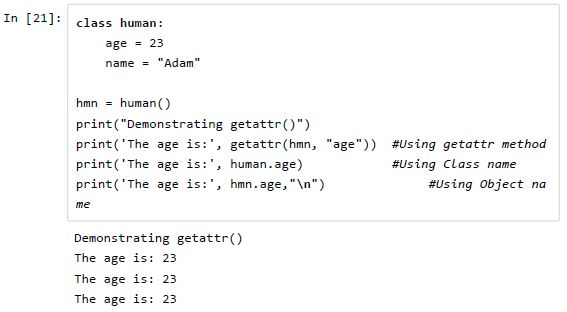 In [21]: class human:
    age = 23
    name = "Adam"

hmn = human()
print("Demonstrating getattr()")
print('The age is:', getattr(hmn, "age"))  #Using getattr method
print('The age is:', human.age)            #Using Class name
print('The age is:', hmn.age,"\n")              #Using Object na
me
Demonstrating getattr()
The age is: 23
The age is: 23
The age is: 23